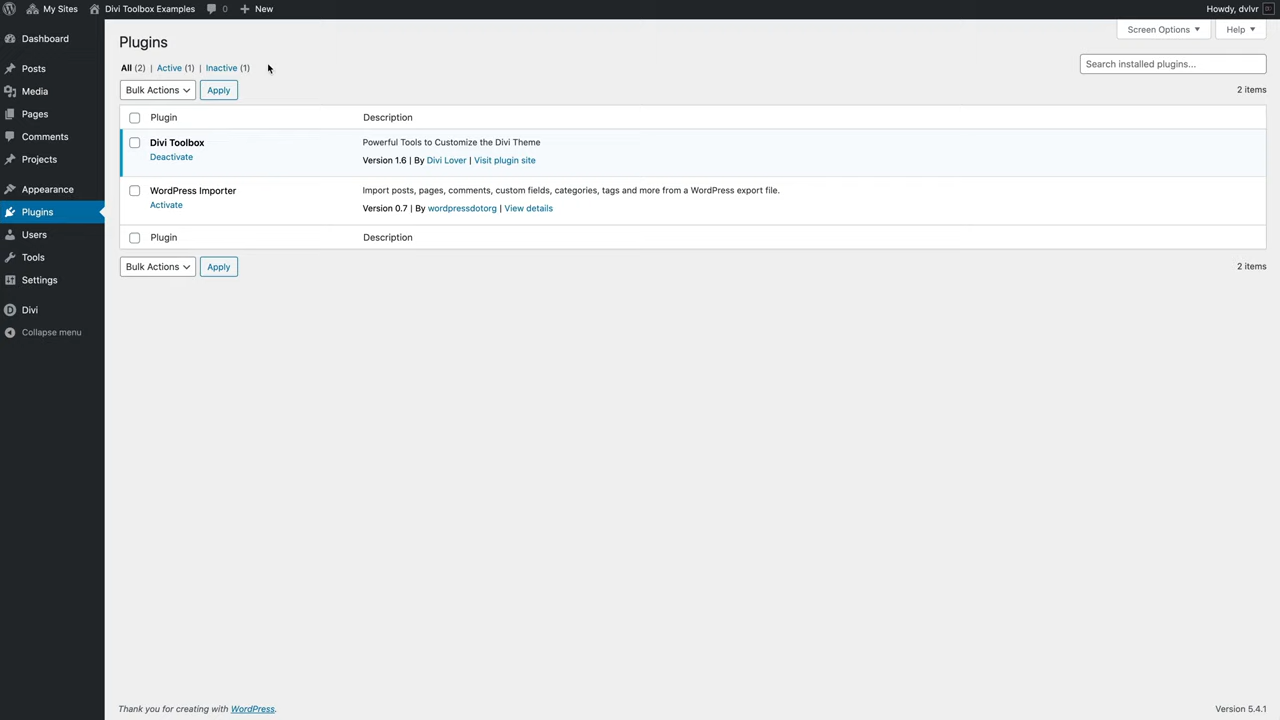 My Sites Divi Toolbox Examples 0 New Howdy, dvlvr
Dashboard
Posts
Media
Pages
Comments
Projects
Appearance
Plugins
Users
Tools
Settings
Divi
Collapse menu
Screen Options Help
Plugins
All (2) | Active (1) | Inactive (1)
Search installed plugins...
Bulk Actions Apply 2 items
Plugin Description
Divi Toolbox Powerful Tools to Customize the Divi Theme
Deactivate Version 1.6 | By Divi Lover | Visit plugin site
WordPress Importer Import posts, pages, comments, custom fields, categories, tags and more from a WordPress export file.
Activate Version 0.7 | By wordpressdotorg | View details
Plugin Description
Bulk Actions Apply 2 items
Thank you for creating with WordPress. Version 5.4.1